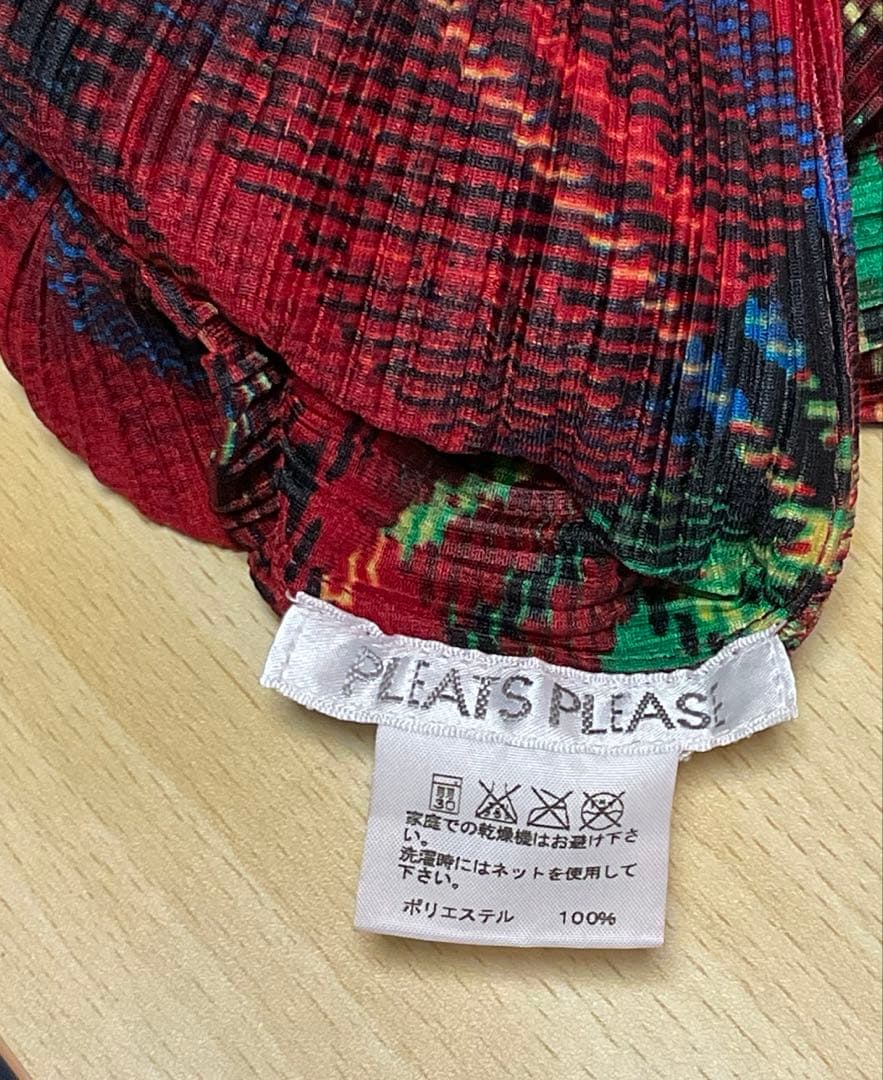 PLEATS PLEASE
30
家庭での乾燥機はお避け下さ
い。
洗濯時にはネットを使用して
下さい。
ポリエステル 100%